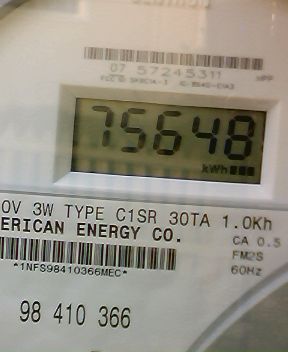 07 57245311
75648
kWh
0V 3W TYPE C1SR 30TA 1.0Kh
ERICAN ENERGY CO.
CA 0.5
FM2S
*1NFS98410366MEC*
60Hz
98 410 366